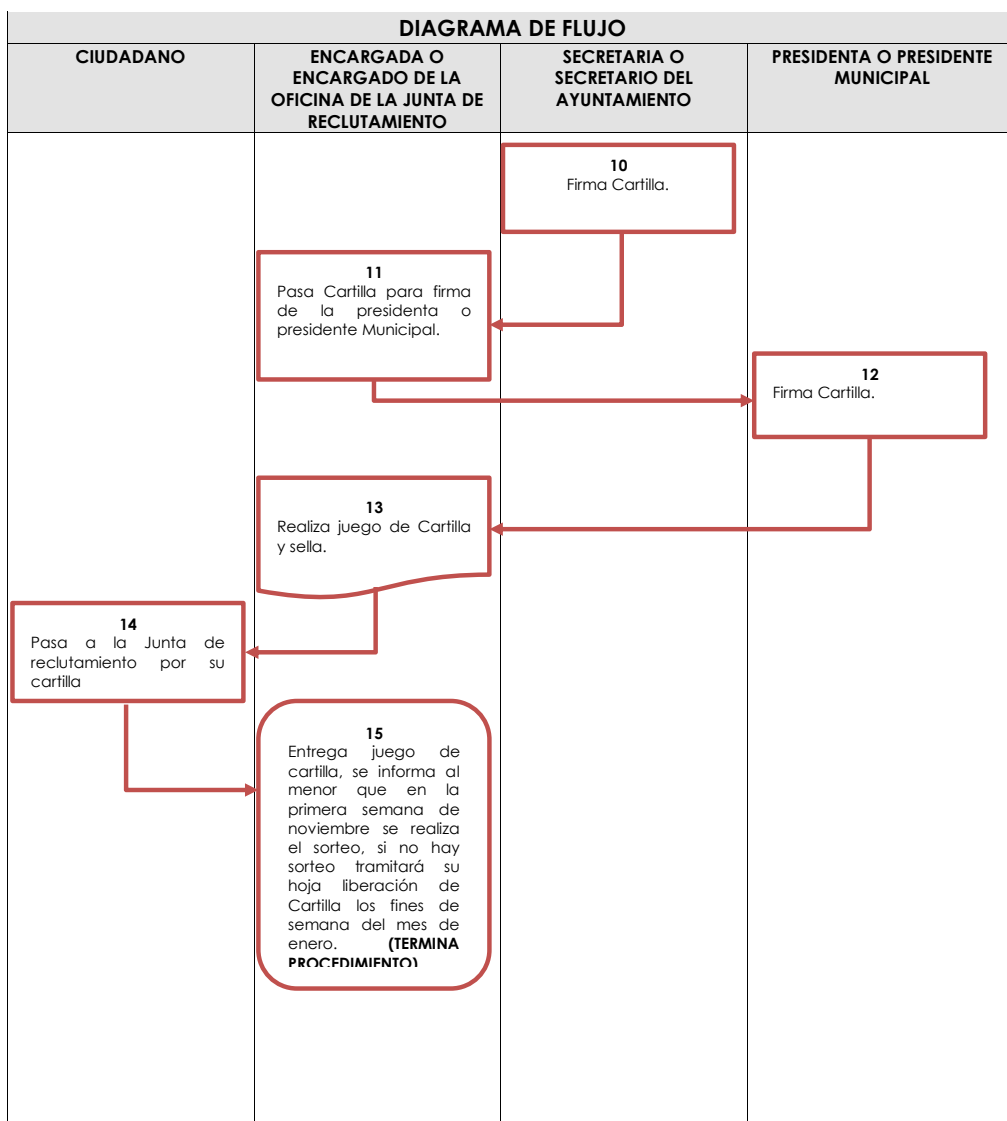 DIAGRAMA DE FLUJO
CIUDADANO
ENCARGADA O
ENCARGADO DE LA
OFICINA DE LA JUNTA DE
RECLUTAMIENTO
SECRETARIA O
SECRETARIO DEL
AYUNTAMIENTO
PRESIDENTA O PRESIDENTE
MUNICIPAL
10
Firma Cartilla.
11
Pasa Cartilla para firma
de la presidenta o
presidente Municipal.
12
Firma Cartilla.
13
Realiza juego de Cartilla
y sella.
14
Pasa a la Junta de
reclutamiento por su
cartilla
15
Entrega juego de
cartilla, se informa al
menor que en la
primera semana de
noviembre se realiza
el sorteo, si no hay
sorteo tramitará su
hoja liberación de
Cartilla los fines de
semana del mes de
enero. (TERMINA
PROCEDIMIENTO)